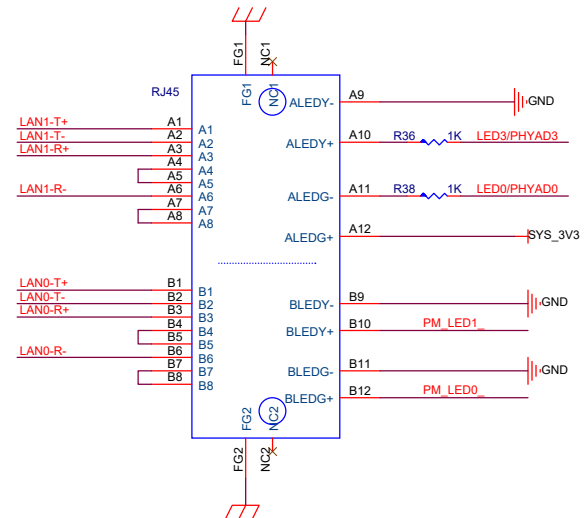 FG1
NC1
RJ45
FG1
NC1
LAN1-T+ A1 A1
LAN1-T- A2 A2
LAN1-R+ A3 A3
A4 A4
A5 A5
LAN1-R- A6 A6
A7 A7
A8 A8
ALEDY- A9 GND
ALEDY+ A10 R36 1K LED3/PHYAD3
ALEDG- A11 R38 1K LED0/PHYAD0
ALEDG+ A12 SYS_3V3
LAN0-T+ B1 B1
LAN0-T- B2 B2
LAN0-R+ B3 B3
B4 B4
B5 B5
LAN0-R- B6 B6
B7 B7
B8 B8
BLEDY- B9 GND
BLEDY+ B10 PM_LED1_
BLEDG- B11 GND
BLEDG+ B12 PM_LED0_
FG2
NC2
FG2
NC2